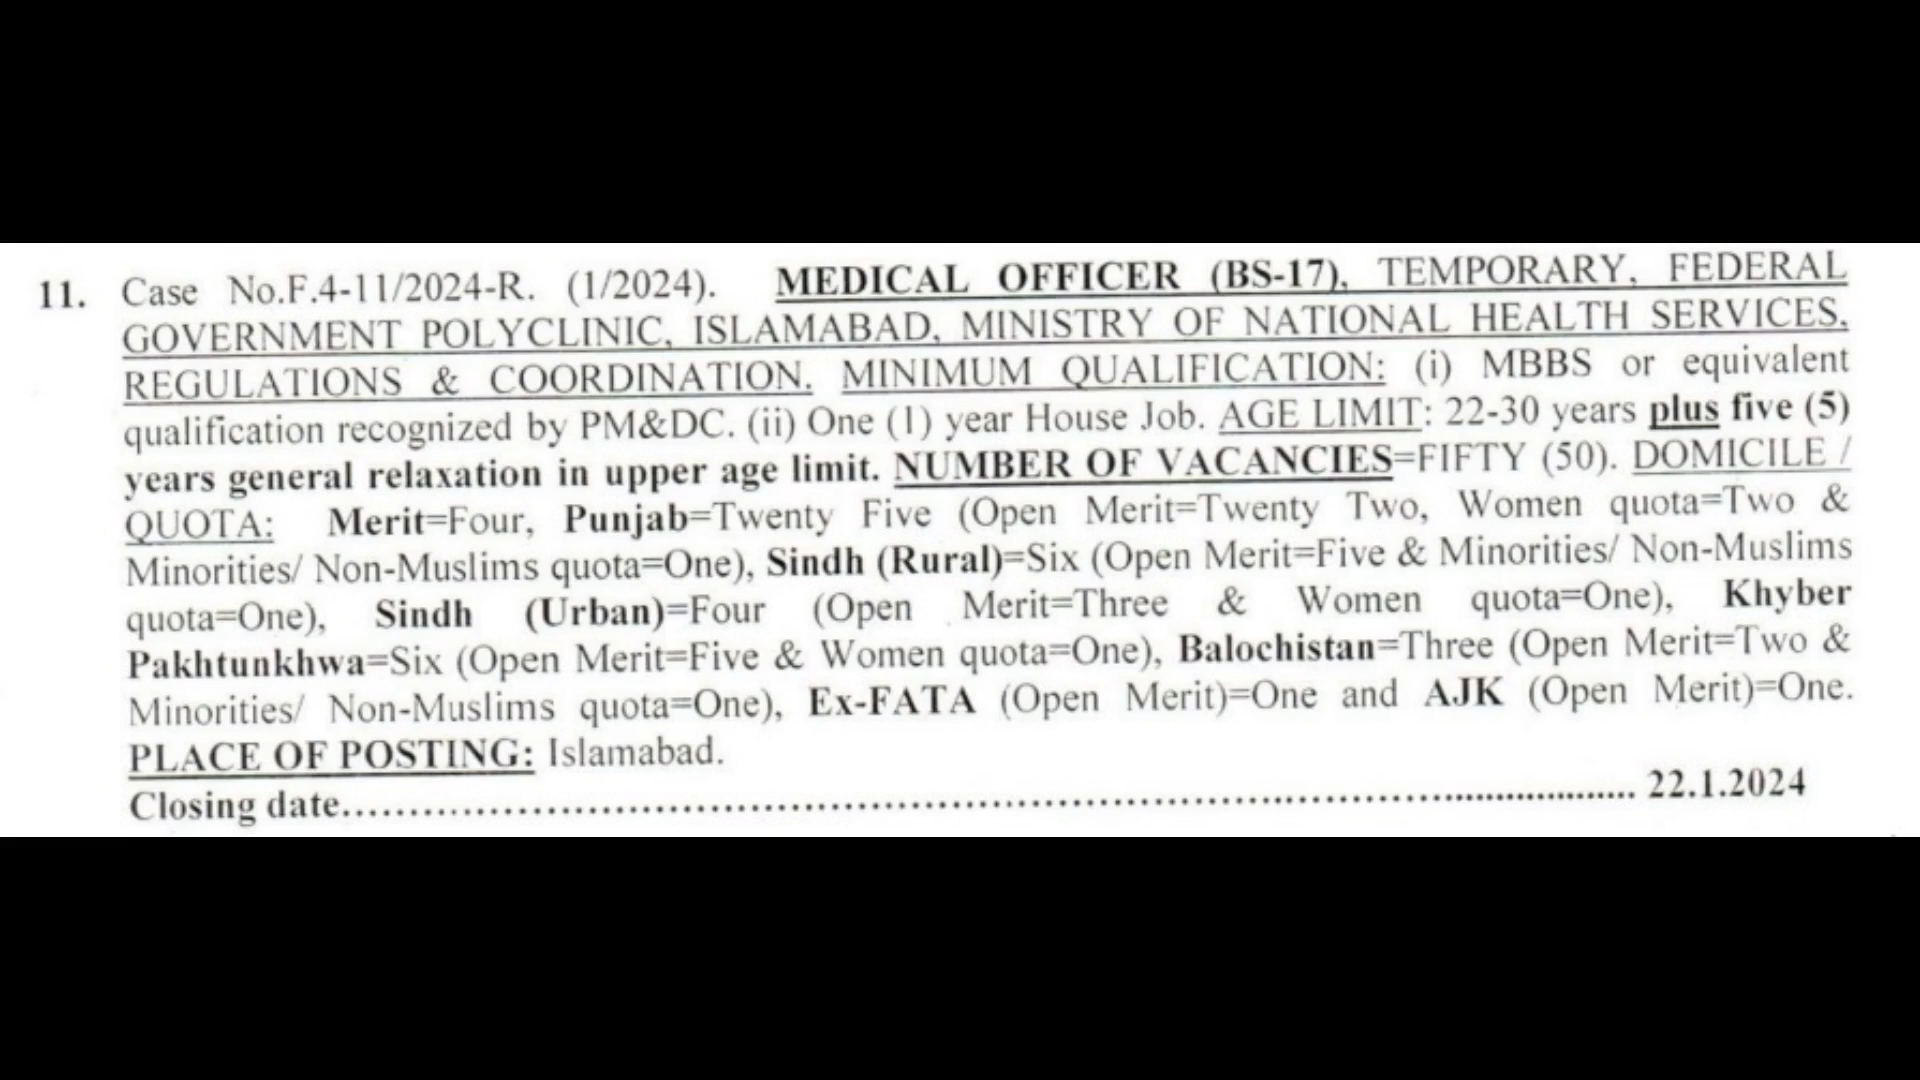 11. Case No.F.4-11/2024-R. (1/2024). MEDICAL OFFICER (BS-17), TEMPORARY, FEDERAL
GOVERNMENT POLYCLINIC, ISLAMABAD, MINISTRY OF NATIONAL HEALTH SERVICES,
REGULATIONS & COORDINATION. MINIMUM QUALIFICATION: (i) MBBS or equivalent
qualification recognized by PM&DC. (ii) One (1) year House Job. AGE LIMIT: 22-30 years plus five (5)
years general relaxation in upper age limit. NUMBER OF VACANCIES=FIFTY (50). DOMICILE /
QUOTA: Merit=Four, Punjab=Twenty Five (Open Merit=Twenty Two, Women quota=Two &
Minorities/ Non-Muslims quota=One), Sindh (Rural)=Six (Open Merit=Five & Minorities/ Non-Muslims
quota=One), Sindh (Urban)=Four (Open Merit=Three & Women quota=One), Khyber
Pakhtunkhwa=Six (Open Merit=Five & Women quota=One), Balochistan=Three (Open Merit=Two &
Minorities/ Non-Muslims quota=One), Ex-FATA (Open Merit)=One and AJK (Open Merit)=One.
PLACE OF POSTING: Islamabad.
Closing date.......................................................................................................... 22.1.2024